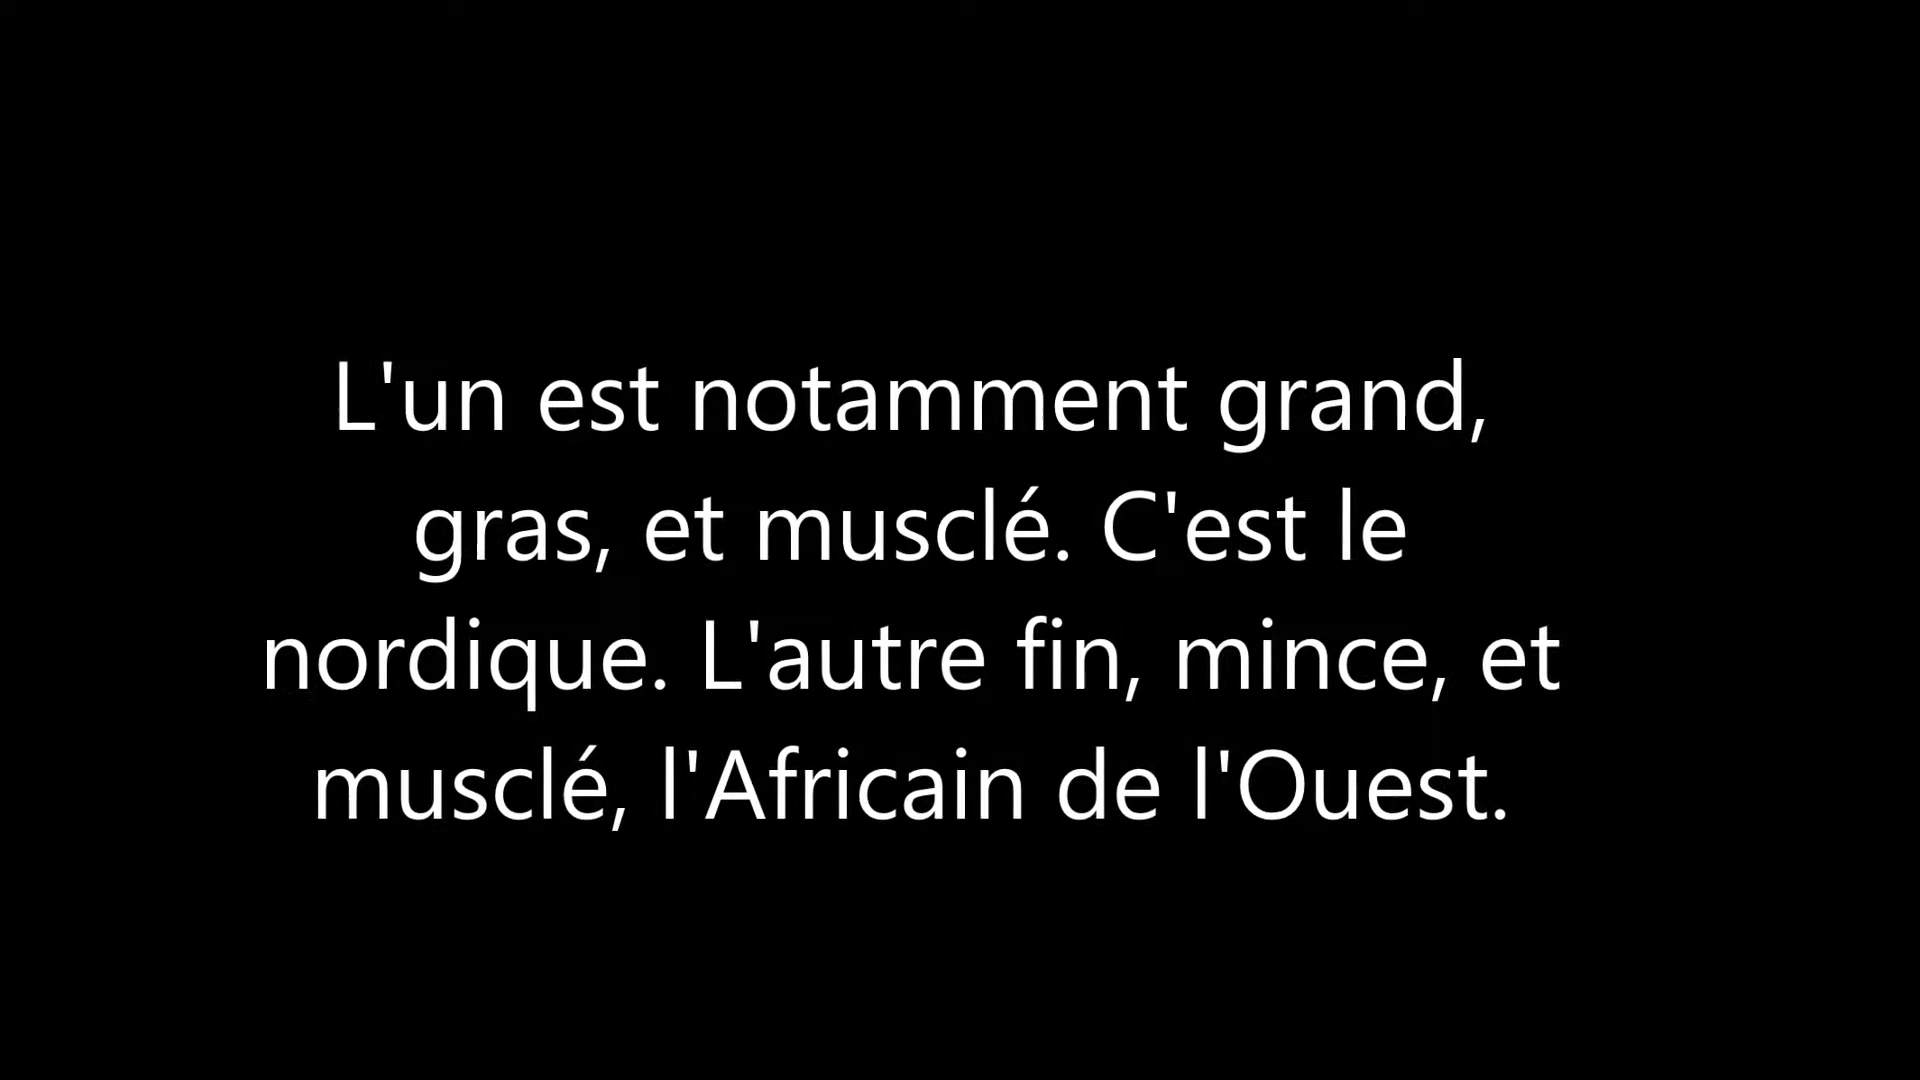 L'un est notamment grand,
gras, et musclé. C'est le
nordique. L'autre fin, mince, et
musclé, l'Africain de l'Ouest.